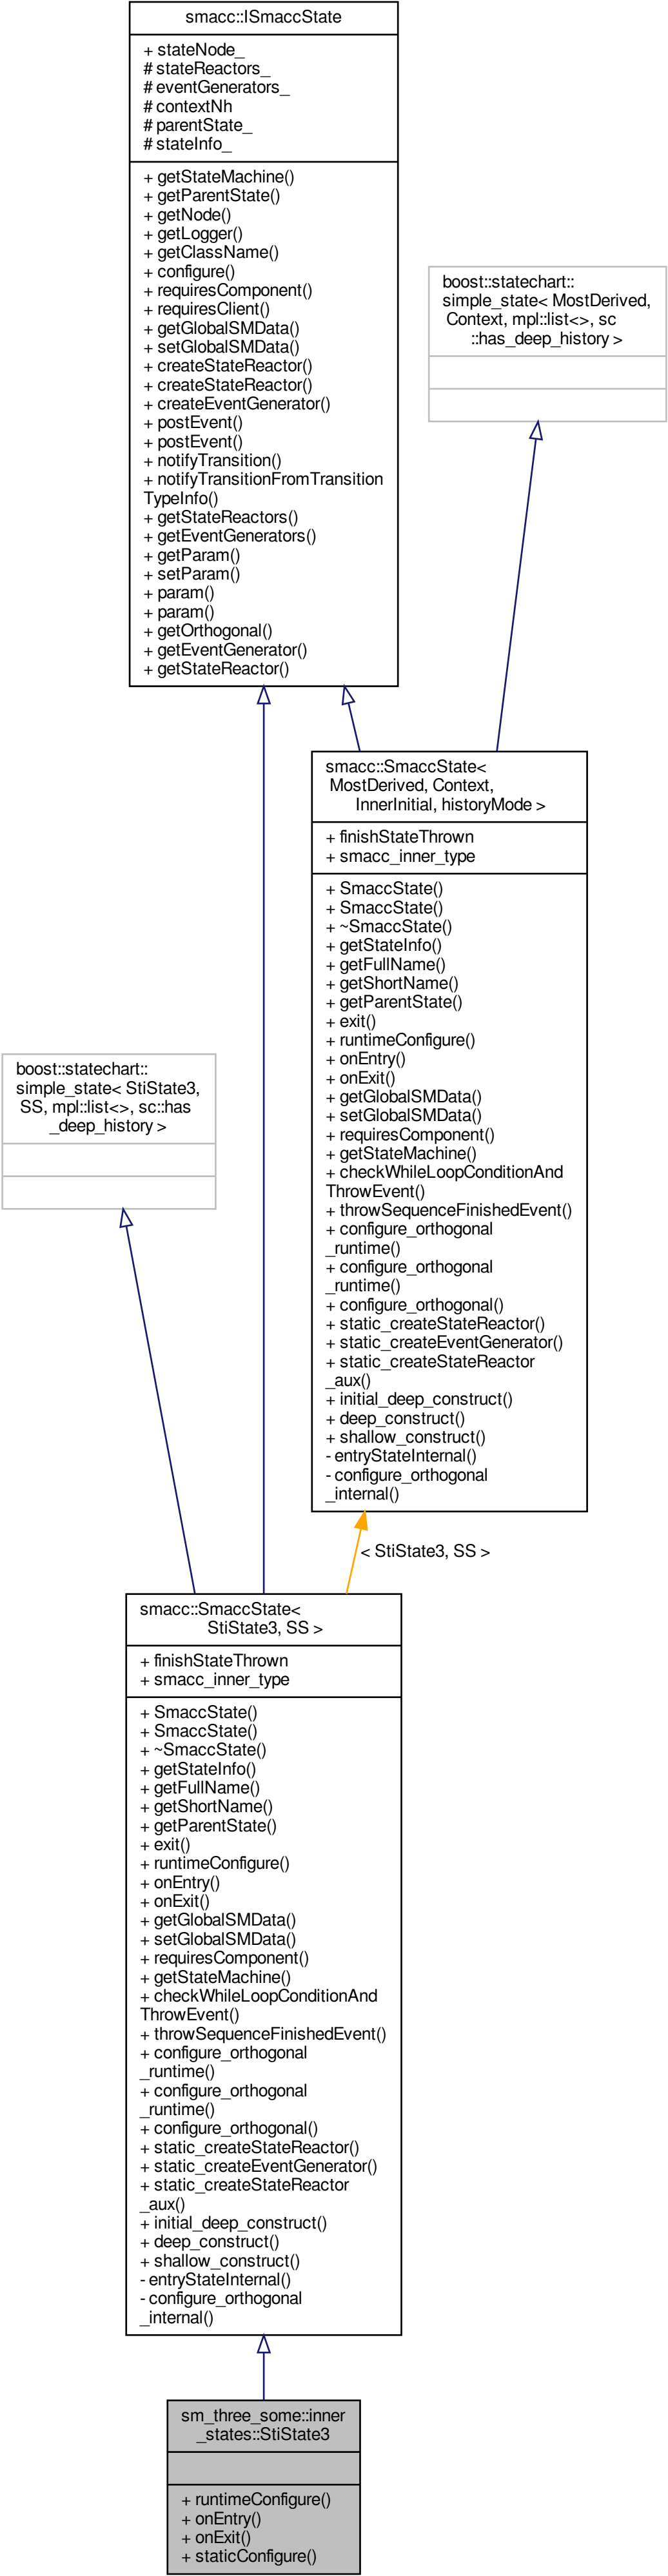 smacc::ISmaccState
+ stateNode_
# stateReactors_
# eventGenerators_
# contextNh
# parentState_
# stateInfo_
+ getStateMachine()
+ getParentState()
+ getNode()
+ getLogger()
+ getClassName()
+ configure()
+ requiresComponent()
+ requiresClient()
+ getGlobalSMData()
+ setGlobalSMData()
+ createStateReactor()
+ createStateReactor()
+ createEventGenerator()
+ postEvent()
+ postEvent()
+ notifyTransition()
+ notifyTransitionFromTransition
TypeInfo()
+ getStateReactors()
+ getEventGenerators()
+ getParam()
+ setParam()
+ param()
+ param()
+ getOrthogonal()
+ getEventGenerator()
+ getStateReactor()
boost::statechart::
simple_state< MostDerived,
Context, mpl::list<>, sc
::has_deep_history >
smacc::SmaccState<
MostDerived, Context,
InnerInitial, historyMode >
+ finishStateThrown
+ smacc_inner_type
+ SmaccState()
+ SmaccState()
+ ~SmaccState()
+ getStateInfo()
+ getFullName()
+ getShortName()
+ getParentState()
+ exit()
+ runtimeConfigure()
+ onEntry()
+ onExit()
+ getGlobalSMData()
+ setGlobalSMData()
+ requiresComponent()
+ getStateMachine()
+ checkWhileLoopConditionAnd
ThrowEvent()
+ throwSequenceFinishedEvent()
+ configure_orthogonal
_runtime()
+ configure_orthogonal
_runtime()
+ configure_orthogonal()
+ static_createStateReactor()
+ static_createEventGenerator()
+ static_createStateReactor
_aux()
+ initial_deep_construct()
+ deep_construct()
+ shallow_construct()
- entryStateInternal()
- configure_orthogonal
_internal()
boost::statechart::
simple_state< StiState3,
SS, mpl::list<>, sc::has
_deep_history >
< StiState3, SS >
smacc::SmaccState<
StiState3, SS >
+ finishStateThrown
+ smacc_inner_type
+ SmaccState()
+ SmaccState()
+ ~SmaccState()
+ getStateInfo()
+ getFullName()
+ getShortName()
+ getParentState()
+ exit()
+ runtimeConfigure()
+ onEntry()
+ onExit()
+ getGlobalSMData()
+ setGlobalSMData()
+ requiresComponent()
+ getStateMachine()
+ checkWhileLoopConditionAnd
ThrowEvent()
+ throwSequenceFinishedEvent()
+ configure_orthogonal
_runtime()
+ configure_orthogonal
_runtime()
+ configure_orthogonal()
+ static_createStateReactor()
+ static_createEventGenerator()
+ static_createStateReactor
_aux()
+ initial_deep_construct()
+ deep_construct()
+ shallow_construct()
- entryStateInternal()
- configure_orthogonal
_internal()
sm_three_some::inner
_states::StiState3
+ runtimeConfigure()
+ onEntry()
+ onExit()
+ staticConfigure()